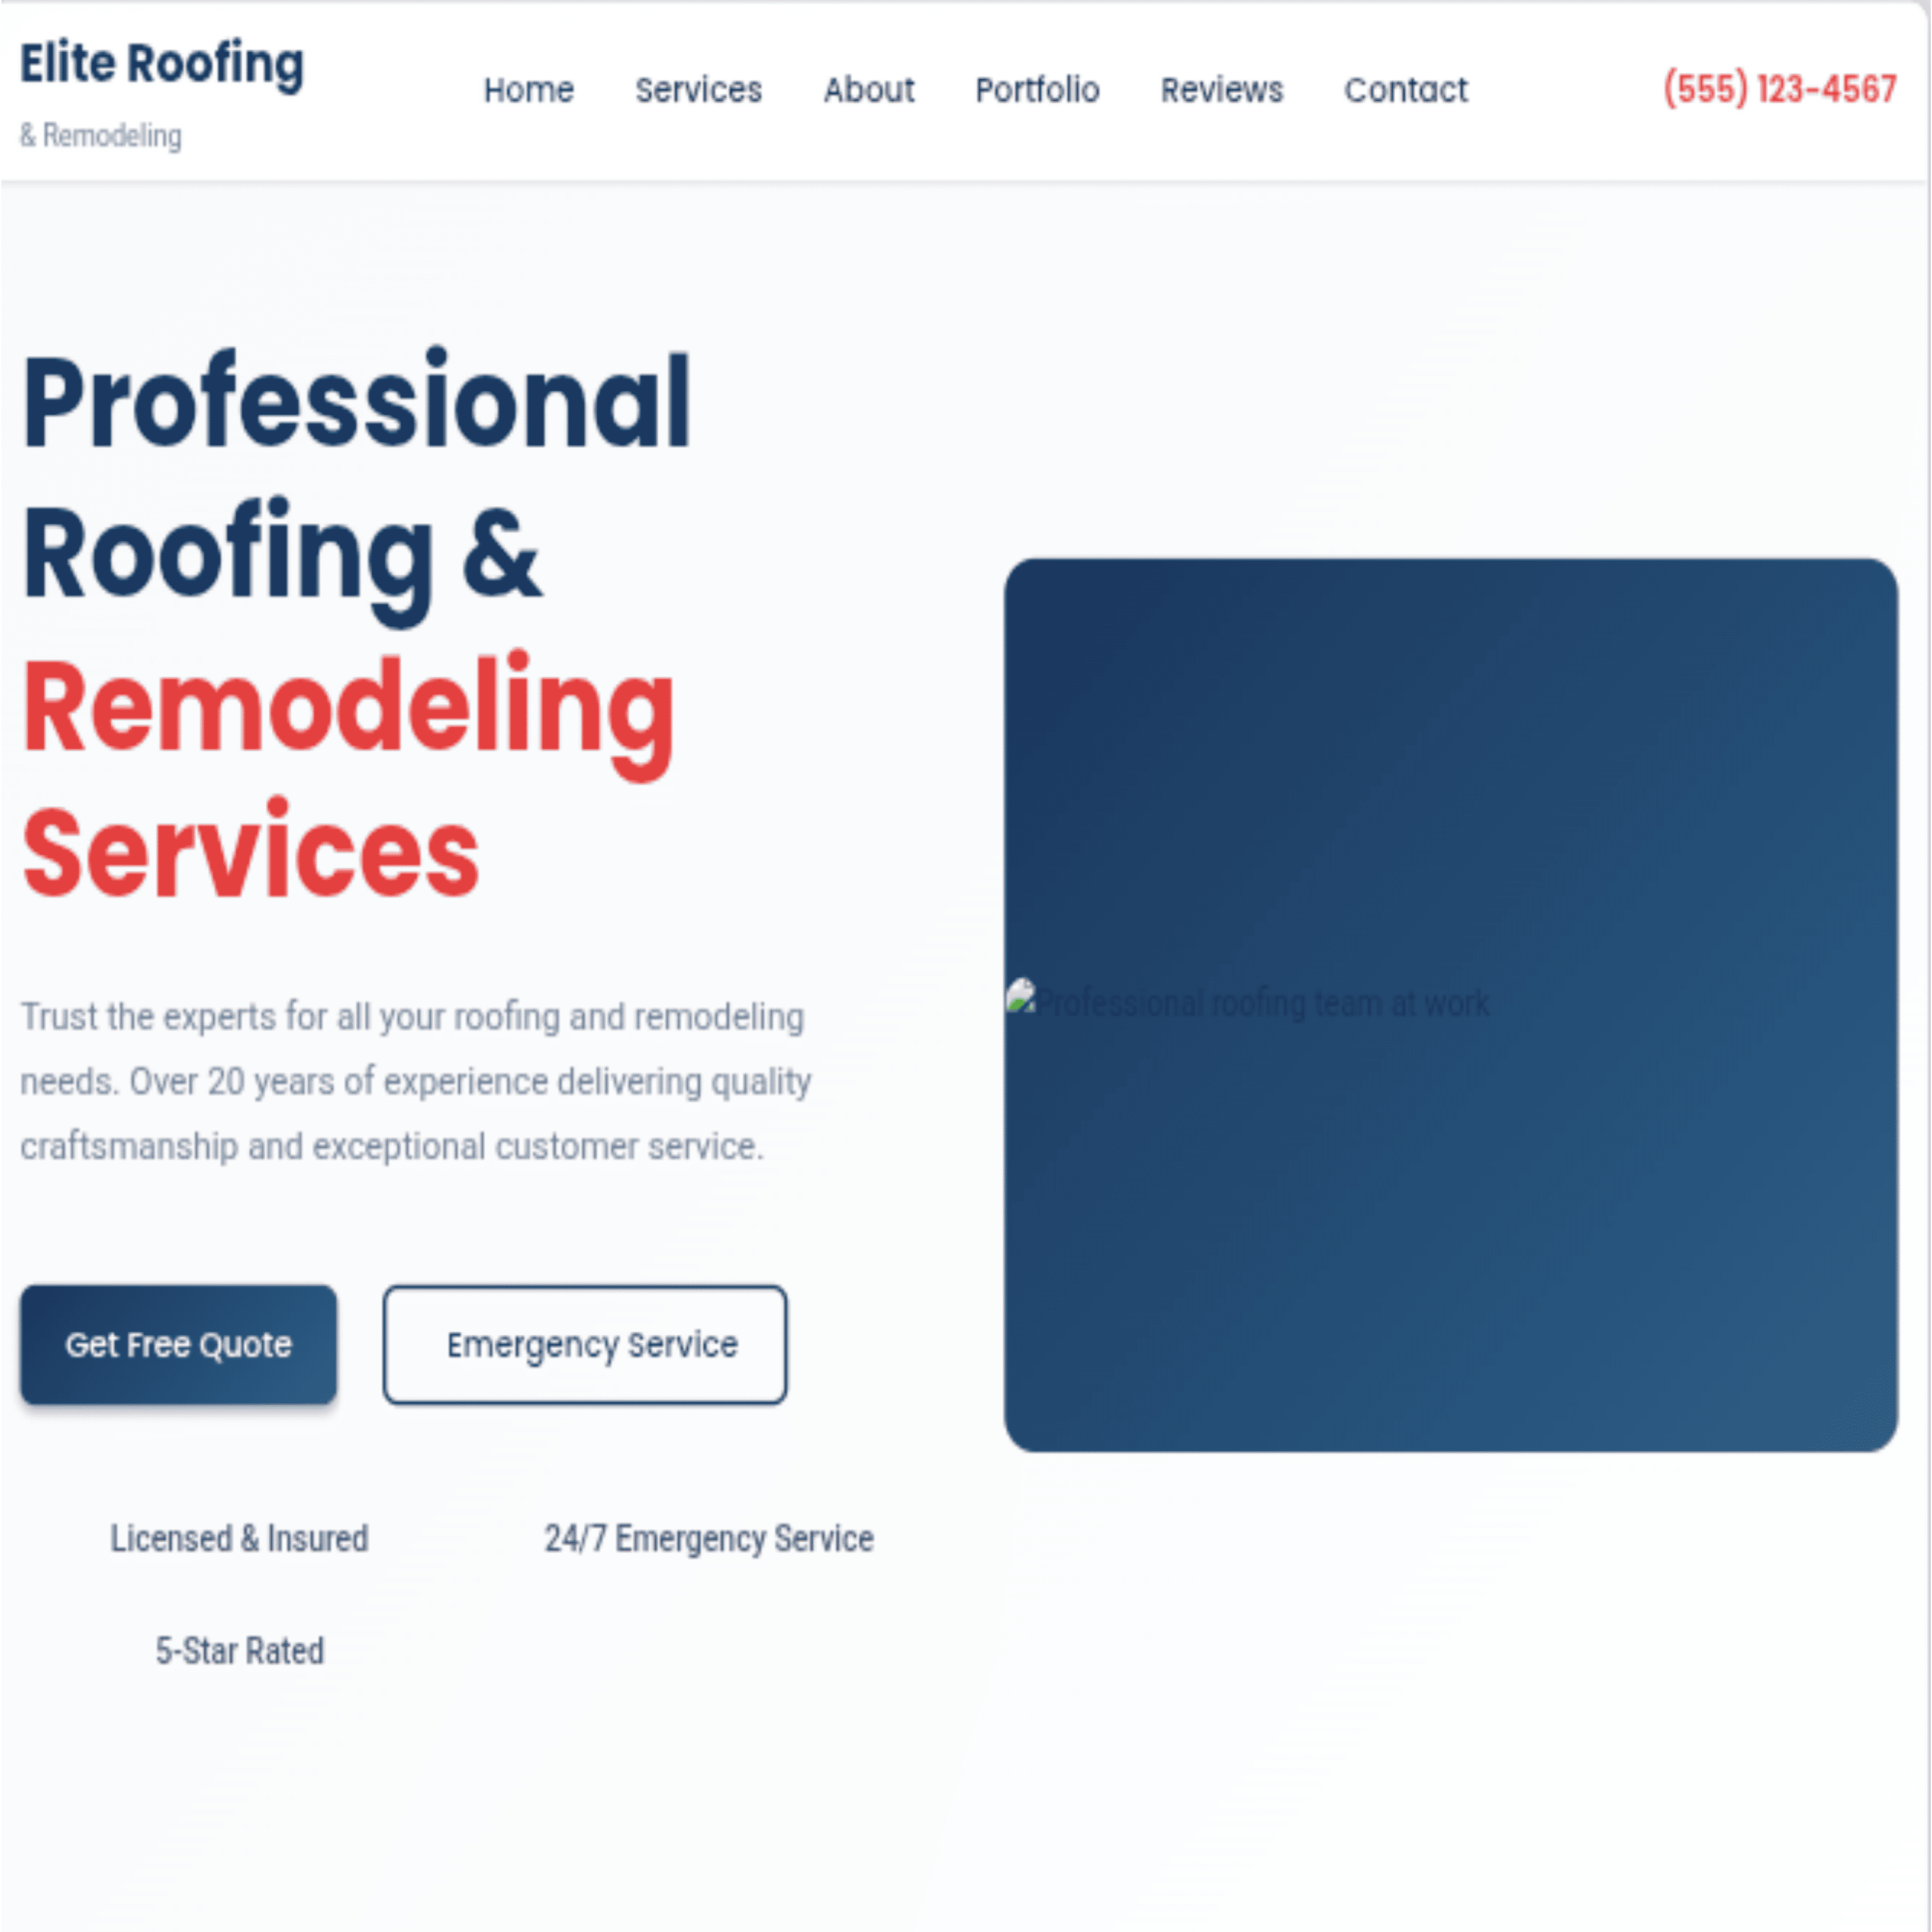 Elite Roofing
& Remodeling
Home Services About Portfolio Reviews Contact
(555) 123-4567
Professional
Roofing &
Remodeling
Services
Trust the experts for all your roofing and remodeling
needs. Over 20 years of experience delivering quality
craftsmanship and exceptional customer service.
Get Free Quote
Emergency Service
Licensed & Insured
24/7 Emergency Service
5-Star Rated
Professional roofing team at work